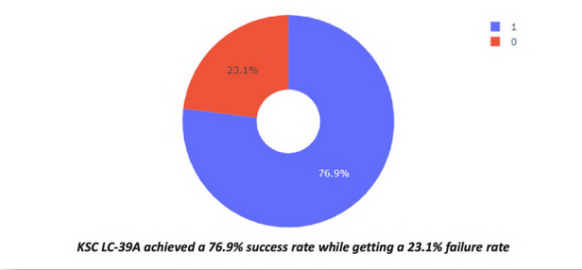 1
0
23.1%
76.9%
KSC LC-39A achieved a 76.9% success rate while getting a 23.1% failure rate